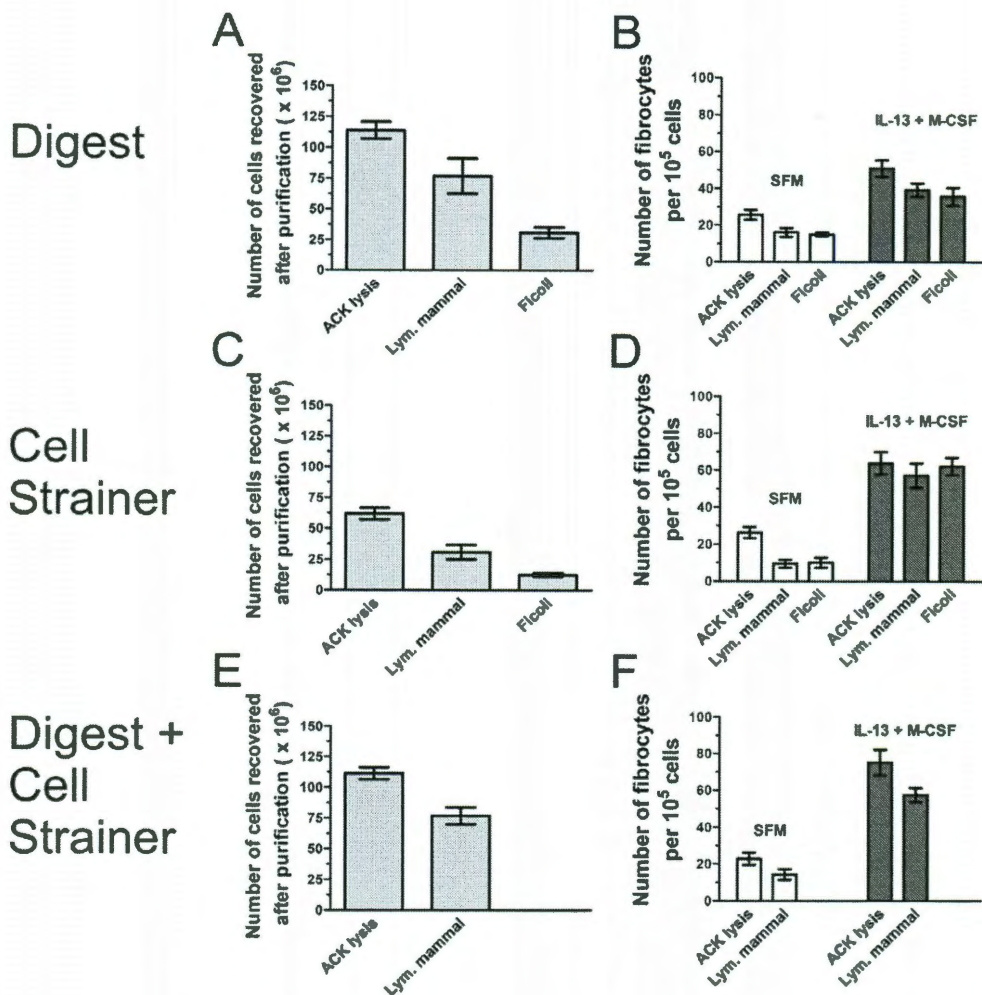 Digest
A
Number of cells recovered
after purification ( x 10⁶)
150
125
100
75
50
25
0
ACK lysis
Lym. mammal
Ficoll
B
Number of fibrocytes
per 10⁵ cells
100
80
60
40
20
0
SFM
IL-13 + M-CSF
ACK lysis
Lym. mammal
Ficoll
ACK lysis
Lym. mammal
Ficoll
Cell
Strainer
C
Number of cells recovered
after purification ( x 10⁶)
150
125
100
75
50
25
0
ACK lysis
Lym. mammal
Ficoll
D
Number of fibrocytes
per 10⁵ cells
100
80
60
40
20
0
SFM
IL-13 + M-CSF
ACK lysis
Lym. mammal
Ficoll
ACK lysis
Lym. mammal
Ficoll
Digest +
Cell
Strainer
E
Number of cells recovered
after purification ( x 10⁶)
150
125
100
75
50
25
0
ACK lysis
Lym. mammal
F
Number of fibrocytes
per 10⁵ cells
100
80
60
40
20
0
SFM
IL-13 + M-CSF
ACK lysis
Lym. mammal
ACK lysis
Lym. mammal